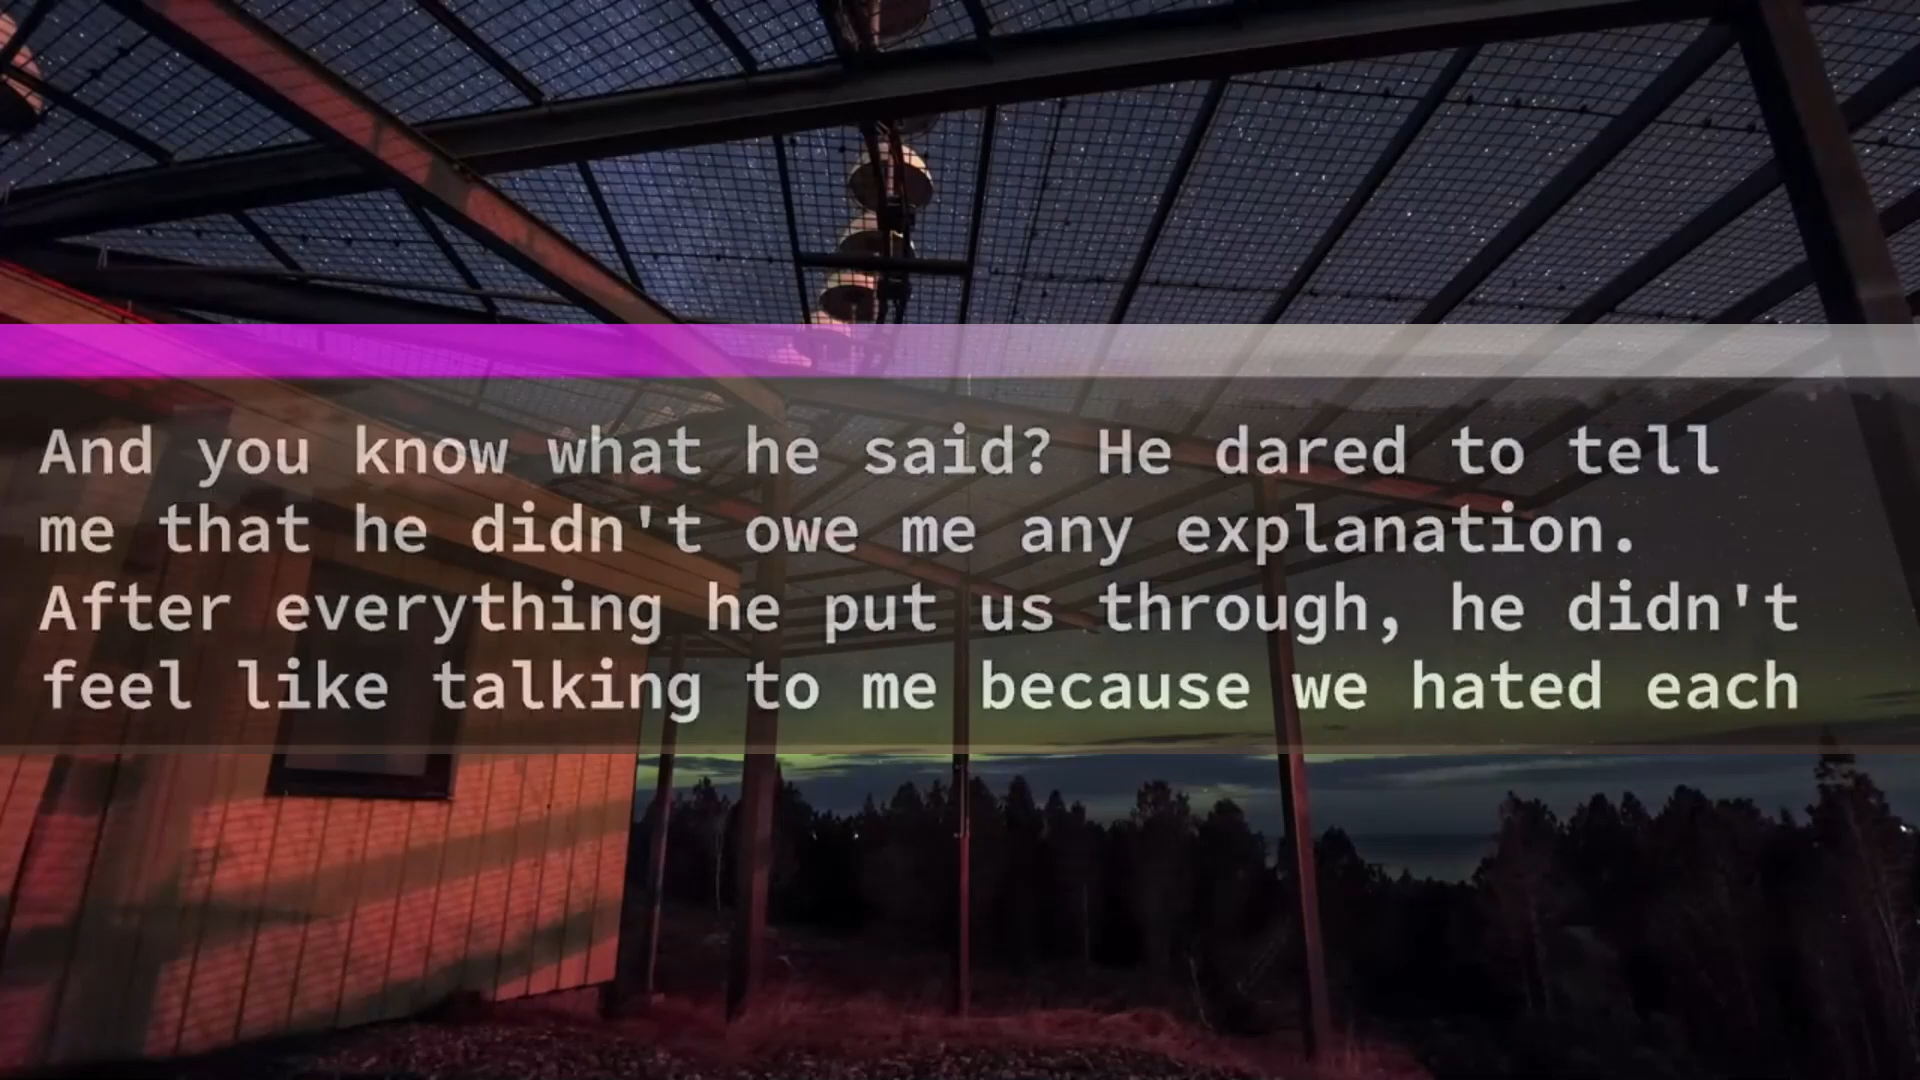 And you know what he said? He dared to tell
me that he didn't owe me any explanation.
After everything he put us through, he didn't
feel like talking to me because we hated each